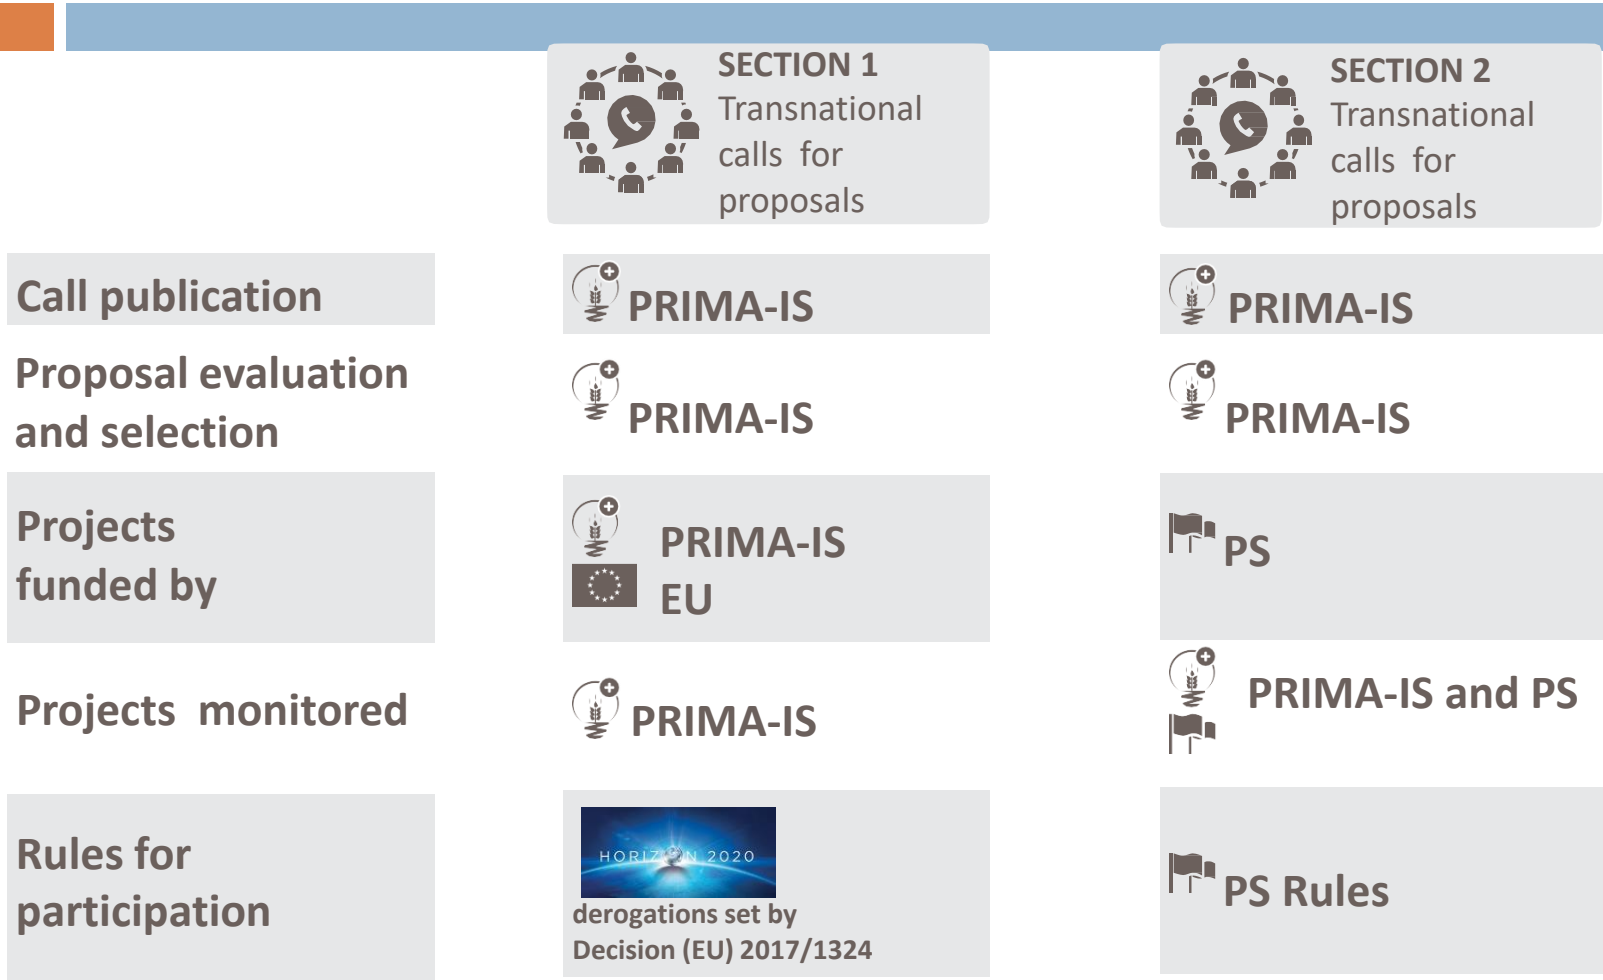 SECTION 1
Transnational
calls for
proposals
SECTION 2
Transnational
calls for
proposals
Call publication
PRIMA-IS
PRIMA-IS
Proposal evaluation
and selection
PRIMA-IS
PRIMA-IS
Projects
funded by
PRIMA-IS
EU
PS
Projects monitored
PRIMA-IS
PRIMA-IS and PS
Rules for
participation
HORIZON 2020
derogations set by
Decision (EU) 2017/1324
PS Rules